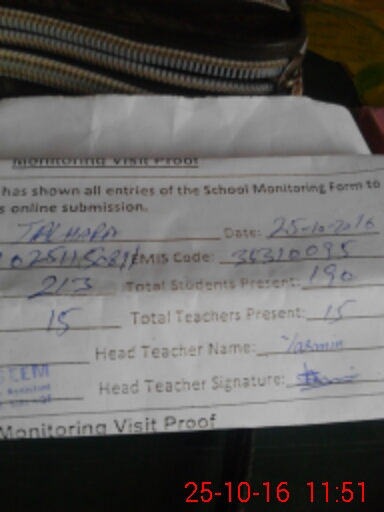 Monitoring Visit Proof
has shown all entries of the School Monitoring Form to
s online submission.
Date: 25-10-2016
EMIS Code: 35310095
213 Total Students Present: 190
15 Total Teachers Present: 15
Head Teacher Name: Yasmin
Head Teacher Signature:
Monitoring Visit Proof
25-10-16 11:51